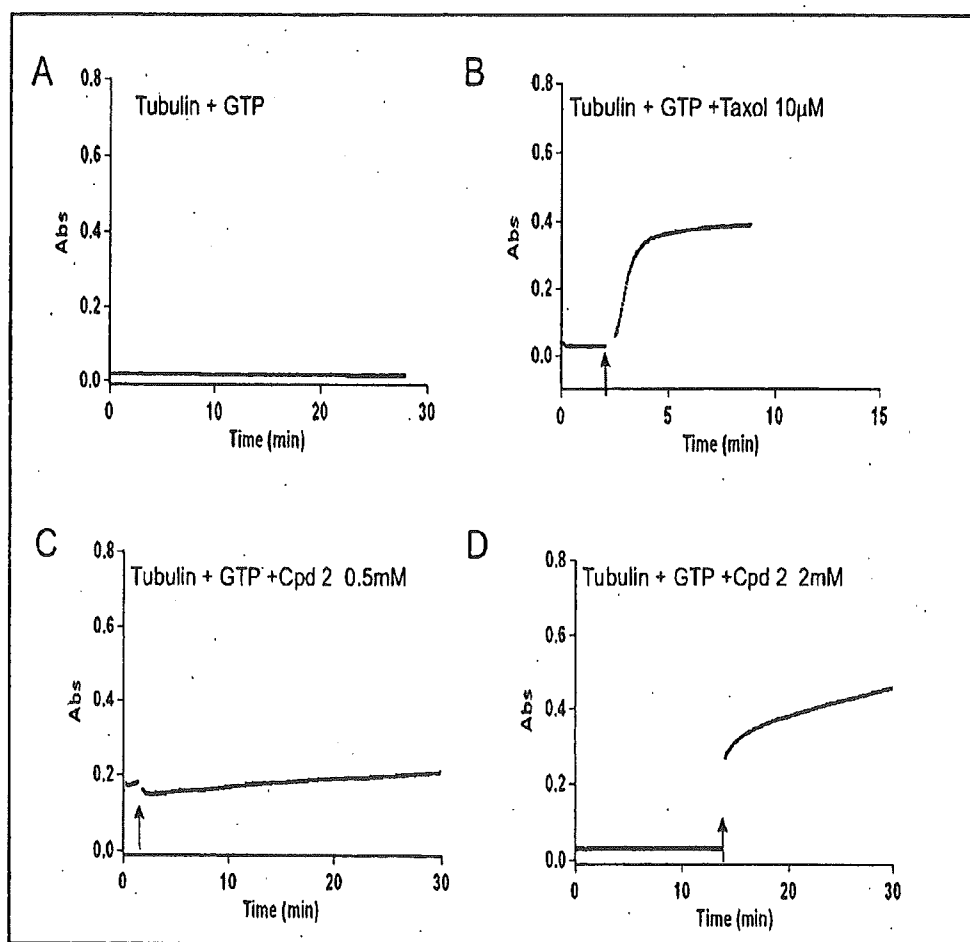 A
Tubulin + GTP
Abs
0.8
0.6
0.4
0.2
0.0
0
10
20
30
Time (min)
B
Tubulin + GTP +Taxol 10µM
Abs
0.8
0.6
0.4
0.2
0.0
0
5
10
15
Time (min)
C
Tubulin + GTP +Cpd 2 0.5mM
Abs
0.8
0.6
0.4
0.2
0.0
0
10
20
30
Time (min)
D
Tubulin + GTP +Cpd 2 2mM
Abs
0.8
0.6
0.4
0.2
0.0
0
10
20
30
Time (min)